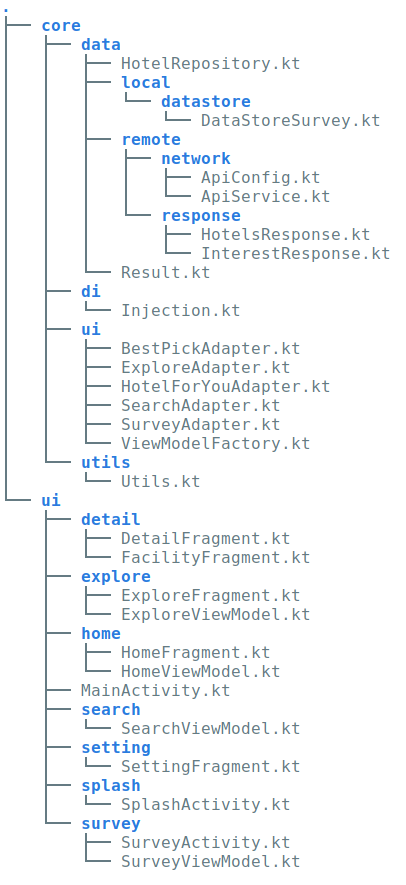 .
core
data
HotelRepository.kt
local
datastore
DataStoreSurvey.kt
remote
network
ApiConfig.kt
ApiService.kt
response
HotelsResponse.kt
InterestResponse.kt
Result.kt
di
Injection.kt
ui
BestPickAdapter.kt
ExploreAdapter.kt
HotelForYouAdapter.kt
SearchAdapter.kt
SurveyAdapter.kt
ViewModelFactory.kt
utils
Utils.kt
ui
detail
DetailFragment.kt
FacilityFragment.kt
explore
ExploreFragment.kt
ExploreViewModel.kt
home
HomeFragment.kt
HomeViewModel.kt
MainActivity.kt
search
SearchViewModel.kt
setting
SettingFragment.kt
splash
SplashActivity.kt
survey
SurveyActivity.kt
SurveyViewModel.kt